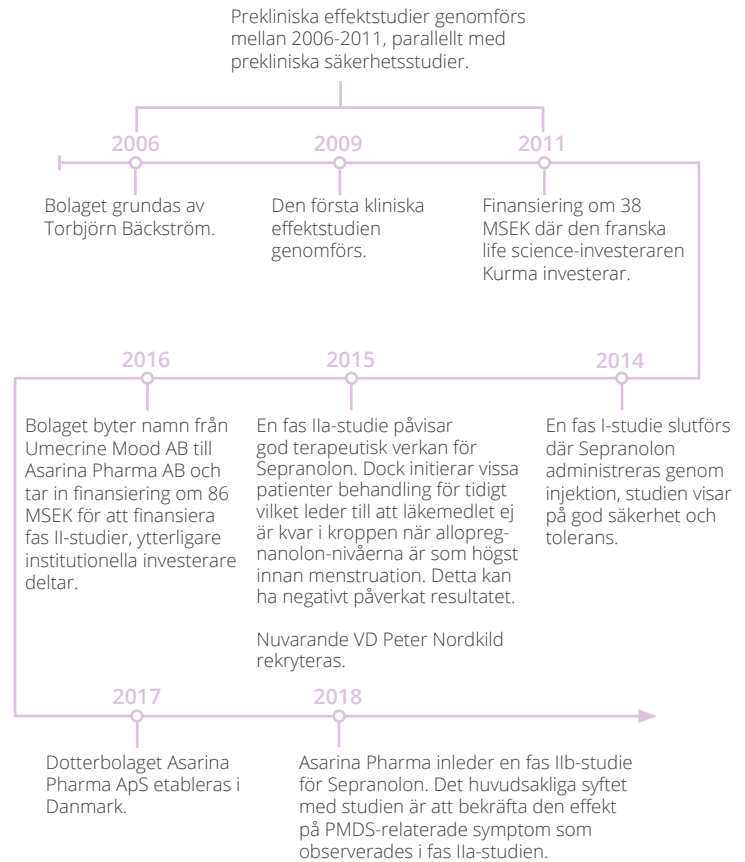 Prekliniska effektstudier genomförs
mellan 2006-2011, parallellt med
prekliniska säkerhetsstudier.
2006
Bolaget grundas av
Torbjörn Bäckström.
2009
Den första kliniska
effektstudien
genomförs.
2011
Finansiering om 38
MSEK där den franska
life science-investeraren
Kurma investerar.
2014
En fas I-studie slutförs
där Sepranolon
administreras genom
injektion, studien visar
på god säkerhet och
tolerans.
2015
En fas IIa-studie påvisar
god terapeutisk verkan för
Sepranolon. Dock initierar vissa
patienter behandling för tidigt
vilket leder till att läkemedlet ej
är kvar i kroppen när allopreg-
nanolon-nivåerna är som högst
innan menstruation. Detta kan
ha negativt påverkat resultatet.
Nuvarande VD Peter Nordkild
rekryteras.
2016
Bolaget byter namn från
Umecrine Mood AB till
Asarina Pharma AB och
tar in finansiering om 86
MSEK för att finansiera
fas II-studier, ytterligare
institutionella investerare
deltar.
2017
Dotterbolaget Asarina
Pharma ApS etableras i
Danmark.
2018
Asarina Pharma inleder en fas IIb-studie
för Sepranolon. Det huvudsakliga syftet
med studien är att bekräfta den effekt
på PMDS-relaterade symptom som
observerades i fas IIa-studien.